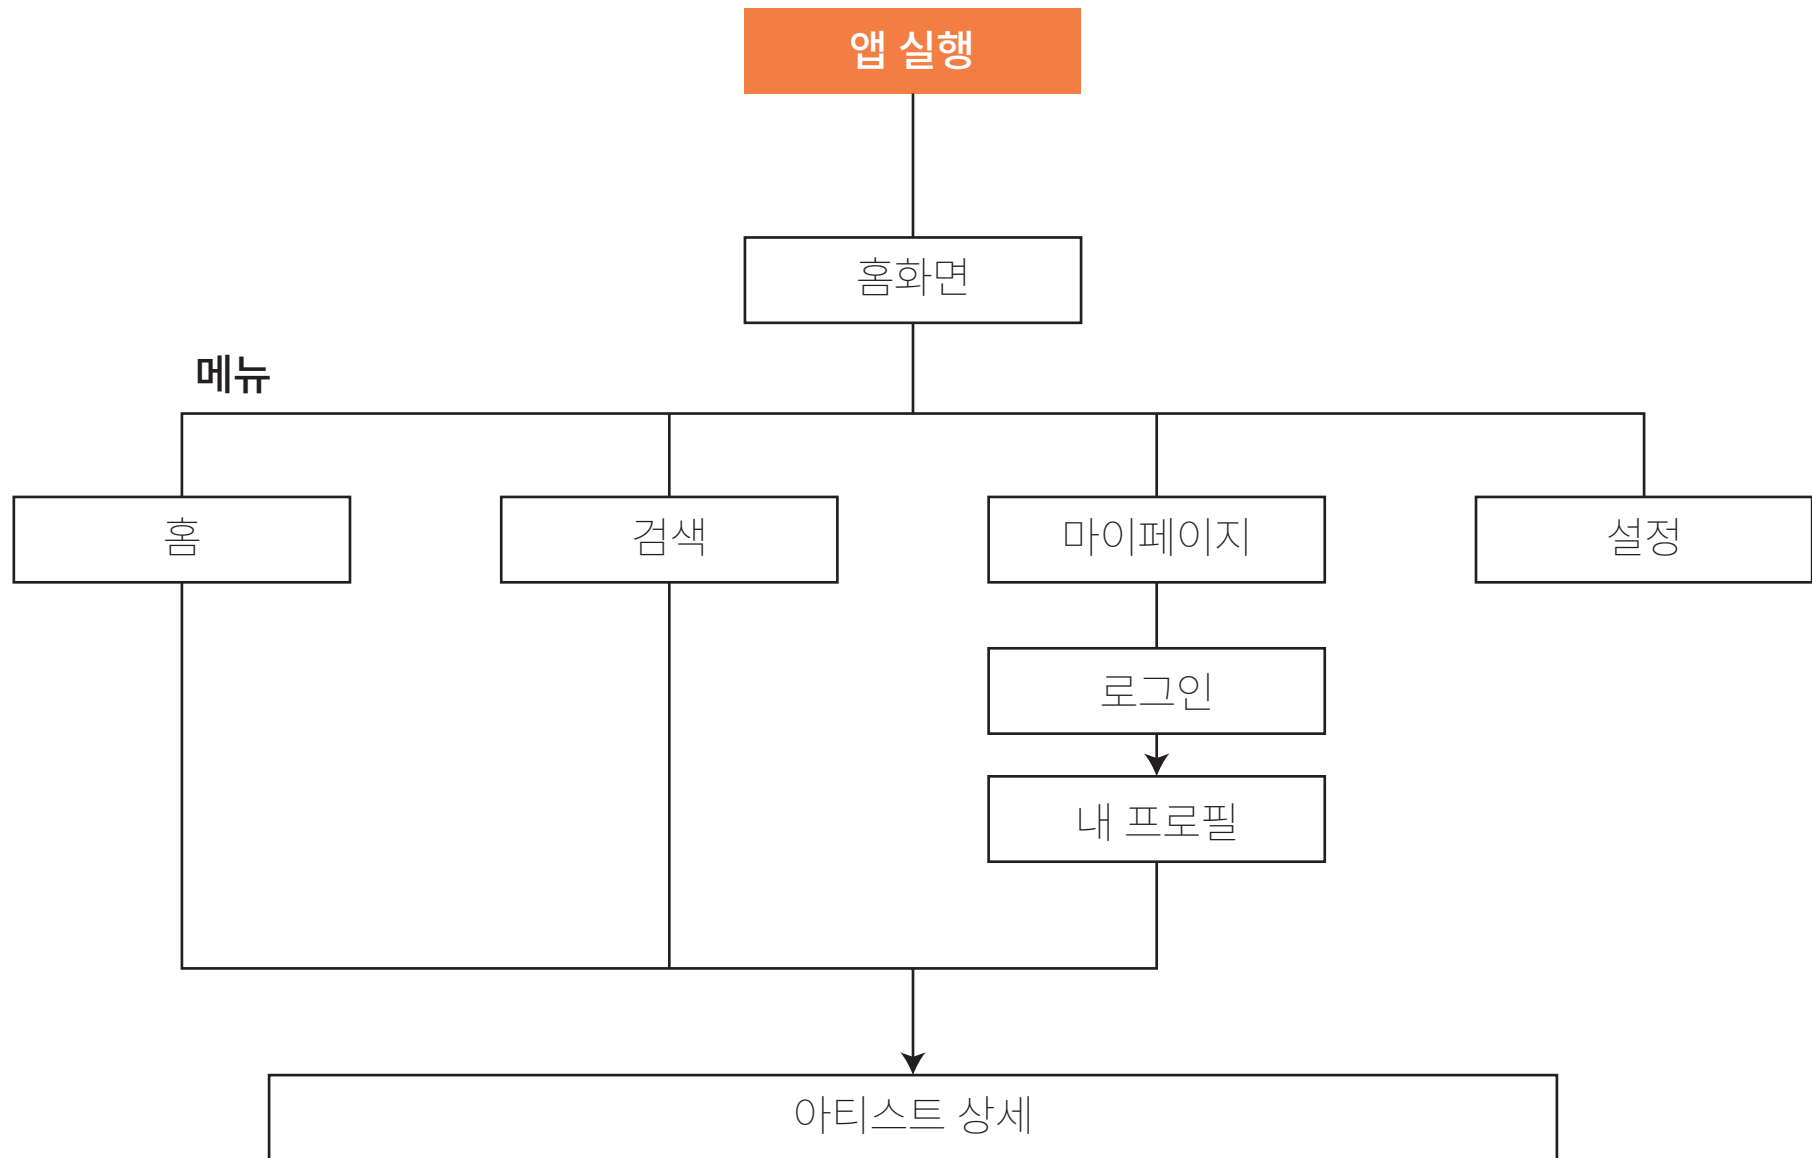 앱 실행
홈화면
메뉴
홈
검색
마이페이지
설정
로그인
내 프로필
아티스트 상세